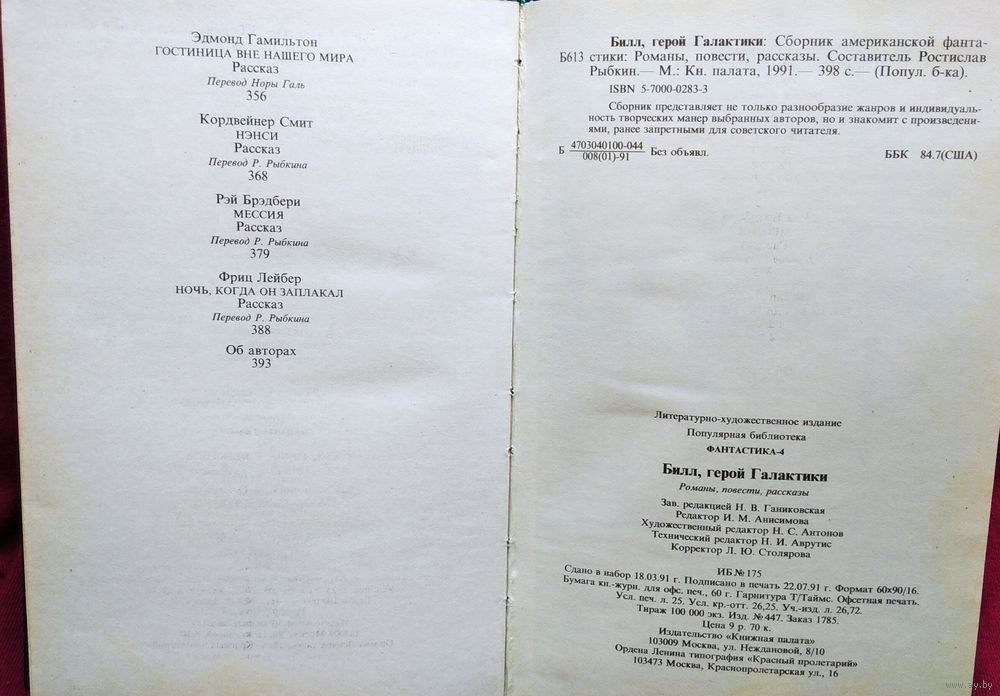 Эдмонд Гамильтон
ГОСТИНИЦА ВНЕ НАШЕГО МИРА
Рассказ
Перевод Норы Галь
356
Кордвейнер Смит
НЭНСИ
Рассказ
Перевод Р. Рыбкина
368
Рэй Брэдбери
МЕССИЯ
Рассказ
Перевод Р. Рыбкина
379
Фриц Лейбер
НОЧЬ, КОГДА ОН ЗАПЛАКАЛ
Рассказ
Перевод Р. Рыбкина
388
Об авторах
393
Билл, герой Галактики: Сборник американской фанта-
Б613 стики: Романы, повести, рассказы. Составитель Ростислав
Рыбкин.— М.: Кн. палата, 1991.— 398 с.— (Попул. б-ка).
ISBN 5-7000-0283-3
Сборник представляет не только разнообразие жанров и индивидуаль-
ность творческих манер выбранных авторов, но и знакомит с произведени-
ями, ранее запретными для советского читателя.
Б 4703040100-044
008(01)-91 Без объявл. ББК 84.7(США)
Литературно-художественное издание
Популярная библиотека
ФАНТАСТИКА-4
Билл, герой Галактики
Романы, повести, рассказы
Зав. редакцией Н. В. Ганиковская
Редактор И. М. Анисимова
Художественный редактор Н. С. Антонов
Технический редактор Н. И. Аврутис
Корректор Л. Ю. Столярова
ИБ № 175
Сдано в набор 18.03.91 г. Подписано в печать 22.07.91 г. Формат 60х90/16.
Бумага кн.-журн. для офс. печ., 60 г. Гарнитура Т/Таймс. Офсетная печать.
Усл. печ. л. 25. Усл. кр.-отт. 26,25. Уч.-изд. л. 26,72.
Тираж 100 000 экз. Изд. № 447. Заказ 1785.
Цена 9 р. 70 к.
Издательство «Книжная палата»
103009 Москва, ул. Неждановой, 8/10
Ордена Ленина типография «Красный пролетарий»
103473 Москва, Краснопролетарская ул., 16
www.ay.by